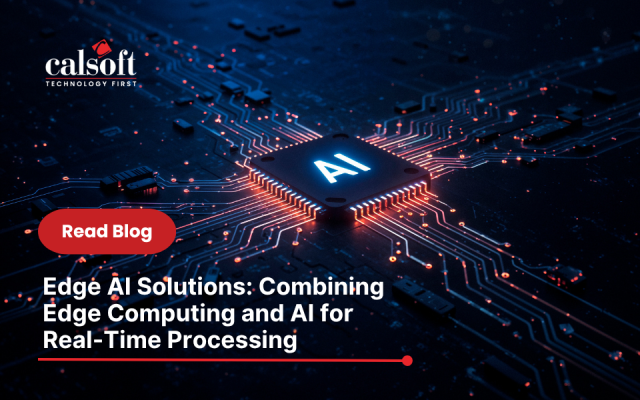 calsoft
TECHNOLOGY FIRST
AI
Read Blog
Edge AI Solutions: Combining
Edge Computing and AI for
Real-Time Processing